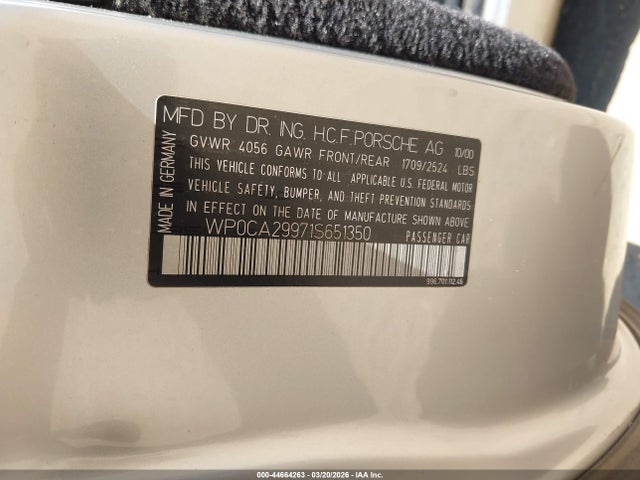 MFD BY DR. ING. H.C.F.PORSCHE AG 10/00
GVWR 4056 GAWR FRONT/REAR 1709/2524 LBS
THIS VEHICLE CONFORMS TO ALL APPLICABLE U.S. FEDERAL MOTOR
VEHICLE SAFETY, BUMPER, AND THEFT PREVENTION STANDARDS
IN EFFECT ON THE DATE OF MANUFACTURE SHOWN ABOVE
WP0CA29971S651350 PASSENGER CAR
996.701.112.46
MADE IN GERMANY
000-44664263 | 03/20/2026 | IAA Inc.